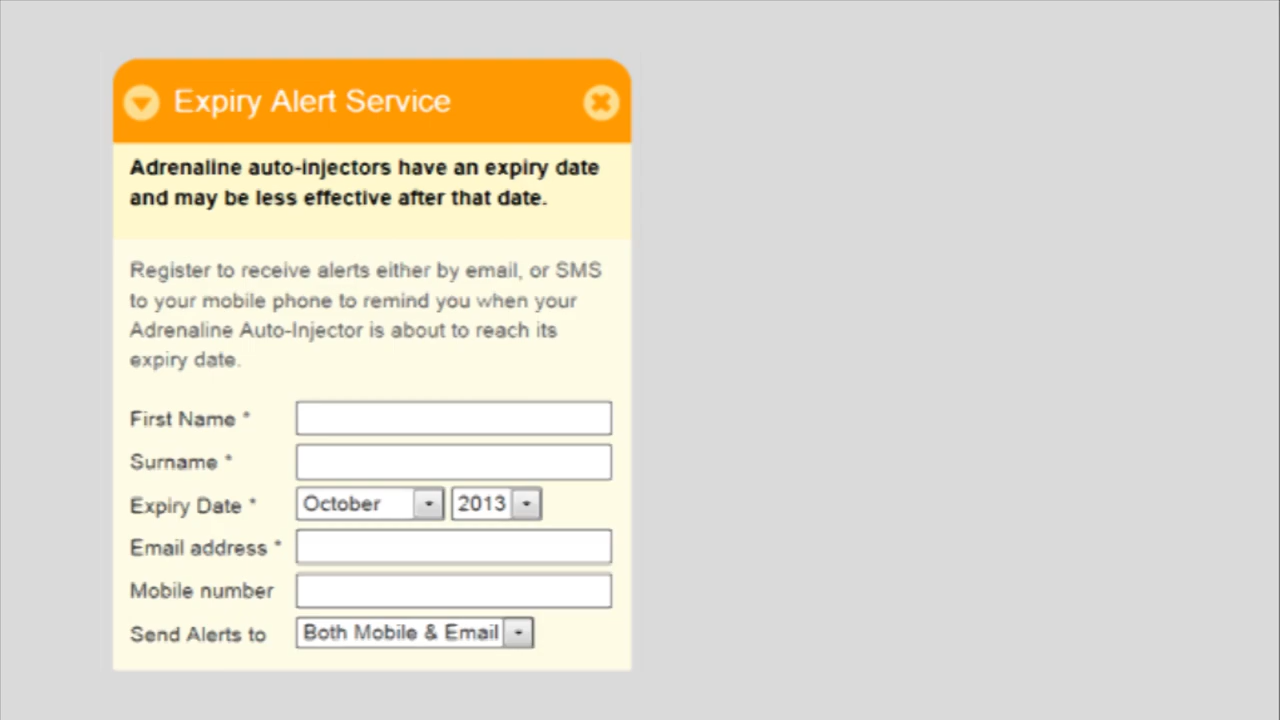 Expiry Alert Service
Adrenaline auto-injectors have an expiry date
and may be less effective after that date.
Register to receive alerts either by email, or SMS
to your mobile phone to remind you when your
Adrenaline Auto-Injector is about to reach its
expiry date.
First Name *
Surname *
Expiry Date * October 2013
Email address *
Mobile number
Send Alerts to Both Mobile & Email